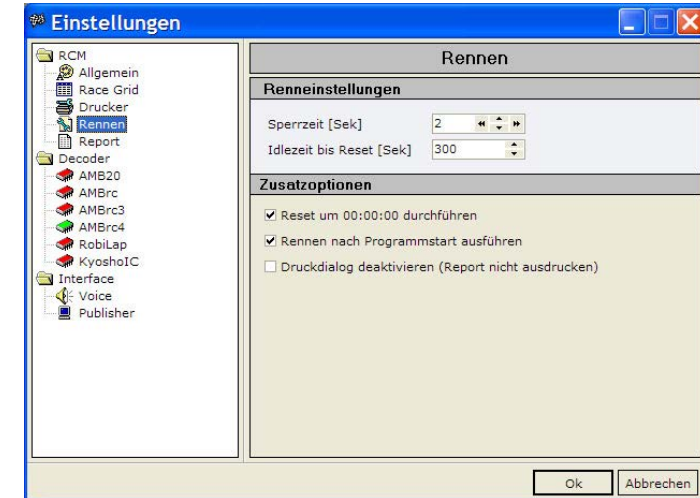 Einstellungen
RCM
Allgemein
Race Grid
Drucker
Rennen
Report
Decoder
AMB20
AMBrc
AMBrc3
AMBrc4
RobiLap
KyoshoIC
Interface
Voice
Publisher
Rennen
Renneinstellungen
Sperrzeit [Sek] 2
Idlezeit bis Reset [Sek] 300
Zusatzoptionen
Reset um 00:00:00 durchführen
Rennen nach Programmstart ausführen
Druckdialog deaktivieren (Report nicht ausdrucken)
Ok Abbrechen